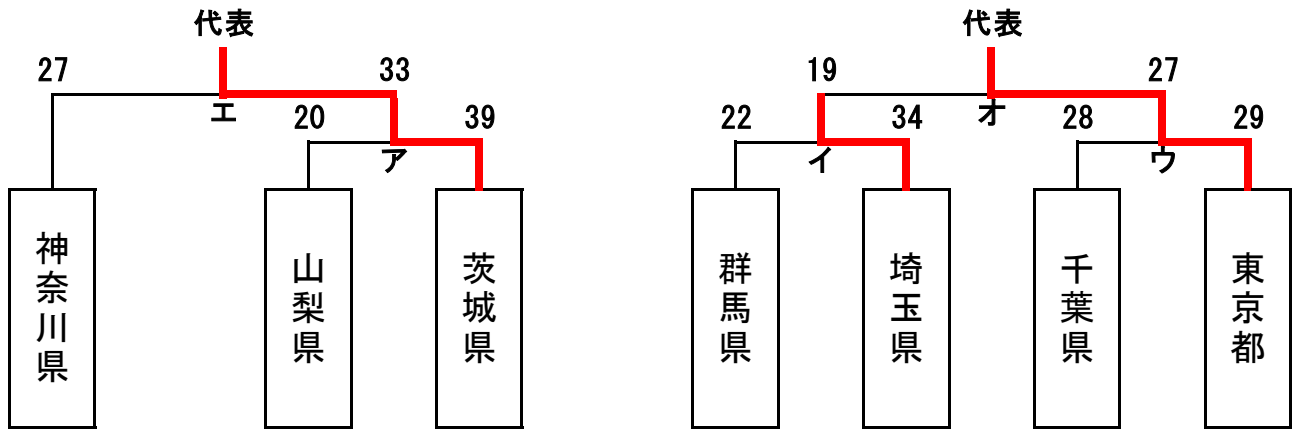 代表 代表
27 33 19 27
エ オ
20 39 22 34 28 29
ア イ ウ
神奈川県
山梨県
茨城県
群馬県
埼玉県
千葉県
東京都